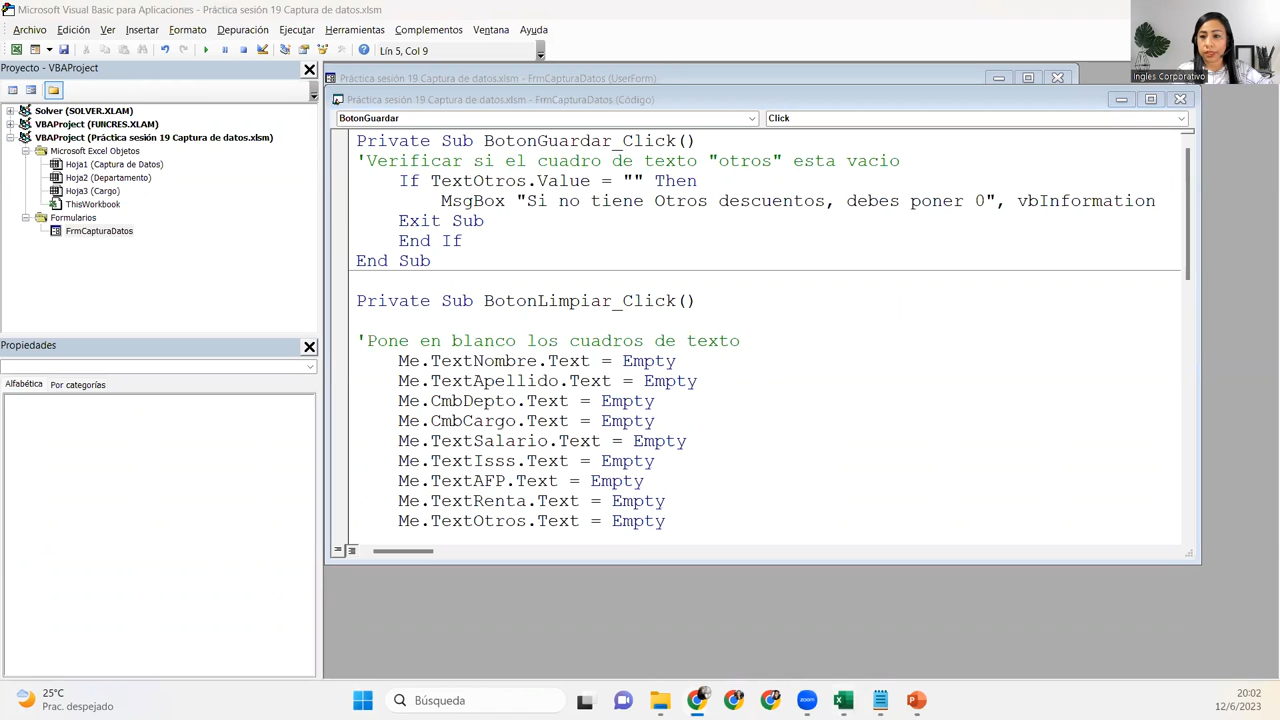 Microsoft Visual Basic para Aplicaciones - Práctica sesión 19 Captura de datos.xlsm
Archivo Edición Ver Insertar Formato Depuración Ejecutar Herramientas Complementos Ventana Ayuda
Lín 5, Col 9
Ingles Corporativo
Proyecto - VBAProject
Solver (SOLVER.XLAM)
VBAProject (FUNCRES.XLAM)
VBAProject (Práctica sesión 19 Captura de datos.xlsm)
Microsoft Excel Objetos
Hoja1 (Captura de Datos)
Hoja2 (Departamento)
Hoja3 (Cargo)
ThisWorkbook
Formularios
FrmCapturaDatos
Propiedades
Alfabética Por categorías
Práctica sesión 19 Captura de datos.xlsm - FrmCapturaDatos (UserForm)
Práctica sesión 19 Captura de datos.xlsm - FrmCapturaDatos (Código)
BotonGuardar Click
Private Sub BotonGuardar_Click()
'Verificar si el cuadro de texto "otros" esta vacio
If TextOtros.Value = "" Then
MsgBox "Si no tiene Otros descuentos, debes poner 0", vbInformation
Exit Sub
End If
End Sub
Private Sub BotonLimpiar_Click()
'Pone en blanco los cuadros de texto
Me.TextNombre.Text = Empty
Me.TextApellido.Text = Empty
Me.CmbDepto.Text = Empty
Me.CmbCargo.Text = Empty
Me.TextSalario.Text = Empty
Me.TextIsss.Text = Empty
Me.TextAFP.Text = Empty
Me.TextRenta.Text = Empty
Me.TextOtros.Text = Empty
25°C
Prac. despejado
Búsqueda
zoom
20:02
12/6/2023